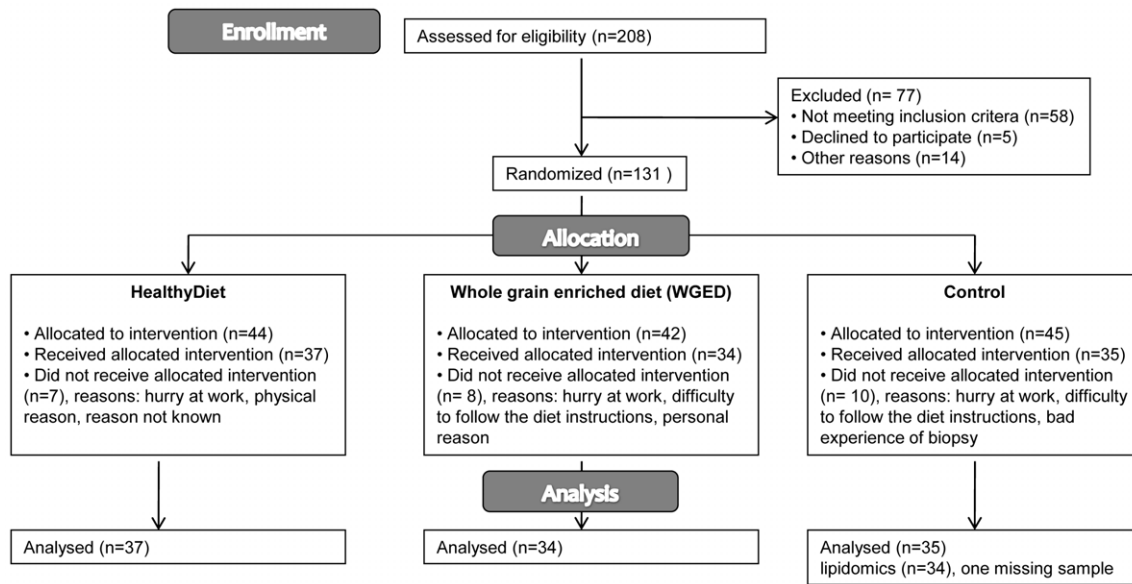 Enrollment
Assessed for eligibility (n=208)
Excluded (n= 77)
• Not meeting inclusion critera (n=58)
• Declined to participate (n=5)
• Other reasons (n=14)
Randomized (n=131 )
Allocation
HealthyDiet
• Allocated to intervention (n=44)
• Received allocated intervention (n=37)
• Did not receive allocated intervention
(n=7), reasons: hurry at work, physical
reason, reason not known
Whole grain enriched diet (WGED)
• Allocated to intervention (n=42)
• Received allocated intervention (n=34)
• Did not receive allocated intervention
(n= 8), reasons: hurry at work, difficulty
to follow the diet instructions, personal
reason
Control
• Allocated to intervention (n=45)
• Received allocated intervention (n=35)
• Did not receive allocated intervention
(n= 10), reasons: hurry at work, difficulty
to follow the diet instructions, bad
experience of biopsy
Analysis
Analysed (n=37)
Analysed (n=34)
Analysed (n=35)
lipidomics (n=34), one missing sample